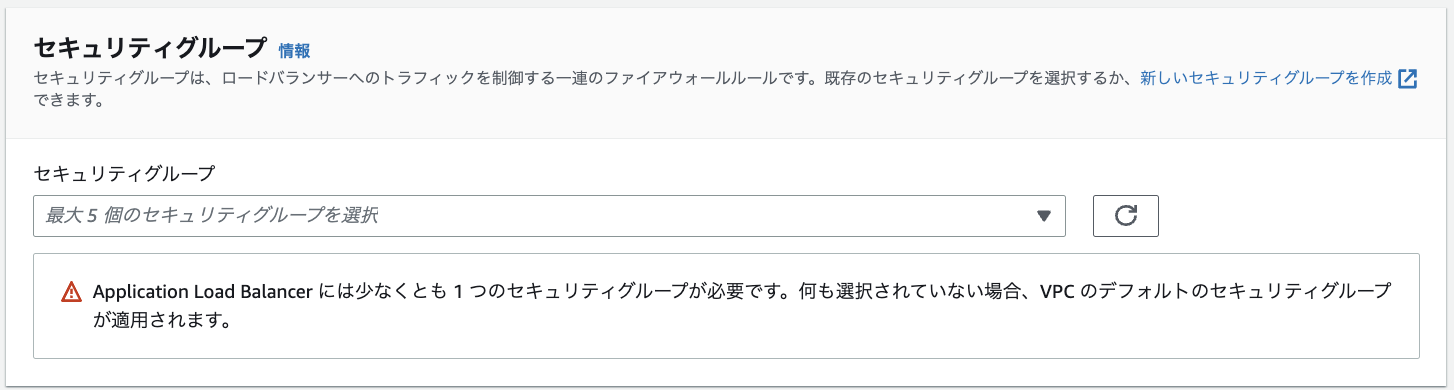 セキュリティグループ 情報
セキュリティグループは、ロードバランサーへのトラフィックを制御する一連のファイアウォールルールです。既存のセキュリティグループを選択するか、新しいセキュリティグループを作成
できます。
セキュリティグループ
最大 5 個のセキュリティグループを選択
Application Load Balancer には少なくとも 1 つのセキュリティグループが必要です。何も選択されていない場合、VPC のデフォルトのセキュリティグループ
が適用されます。